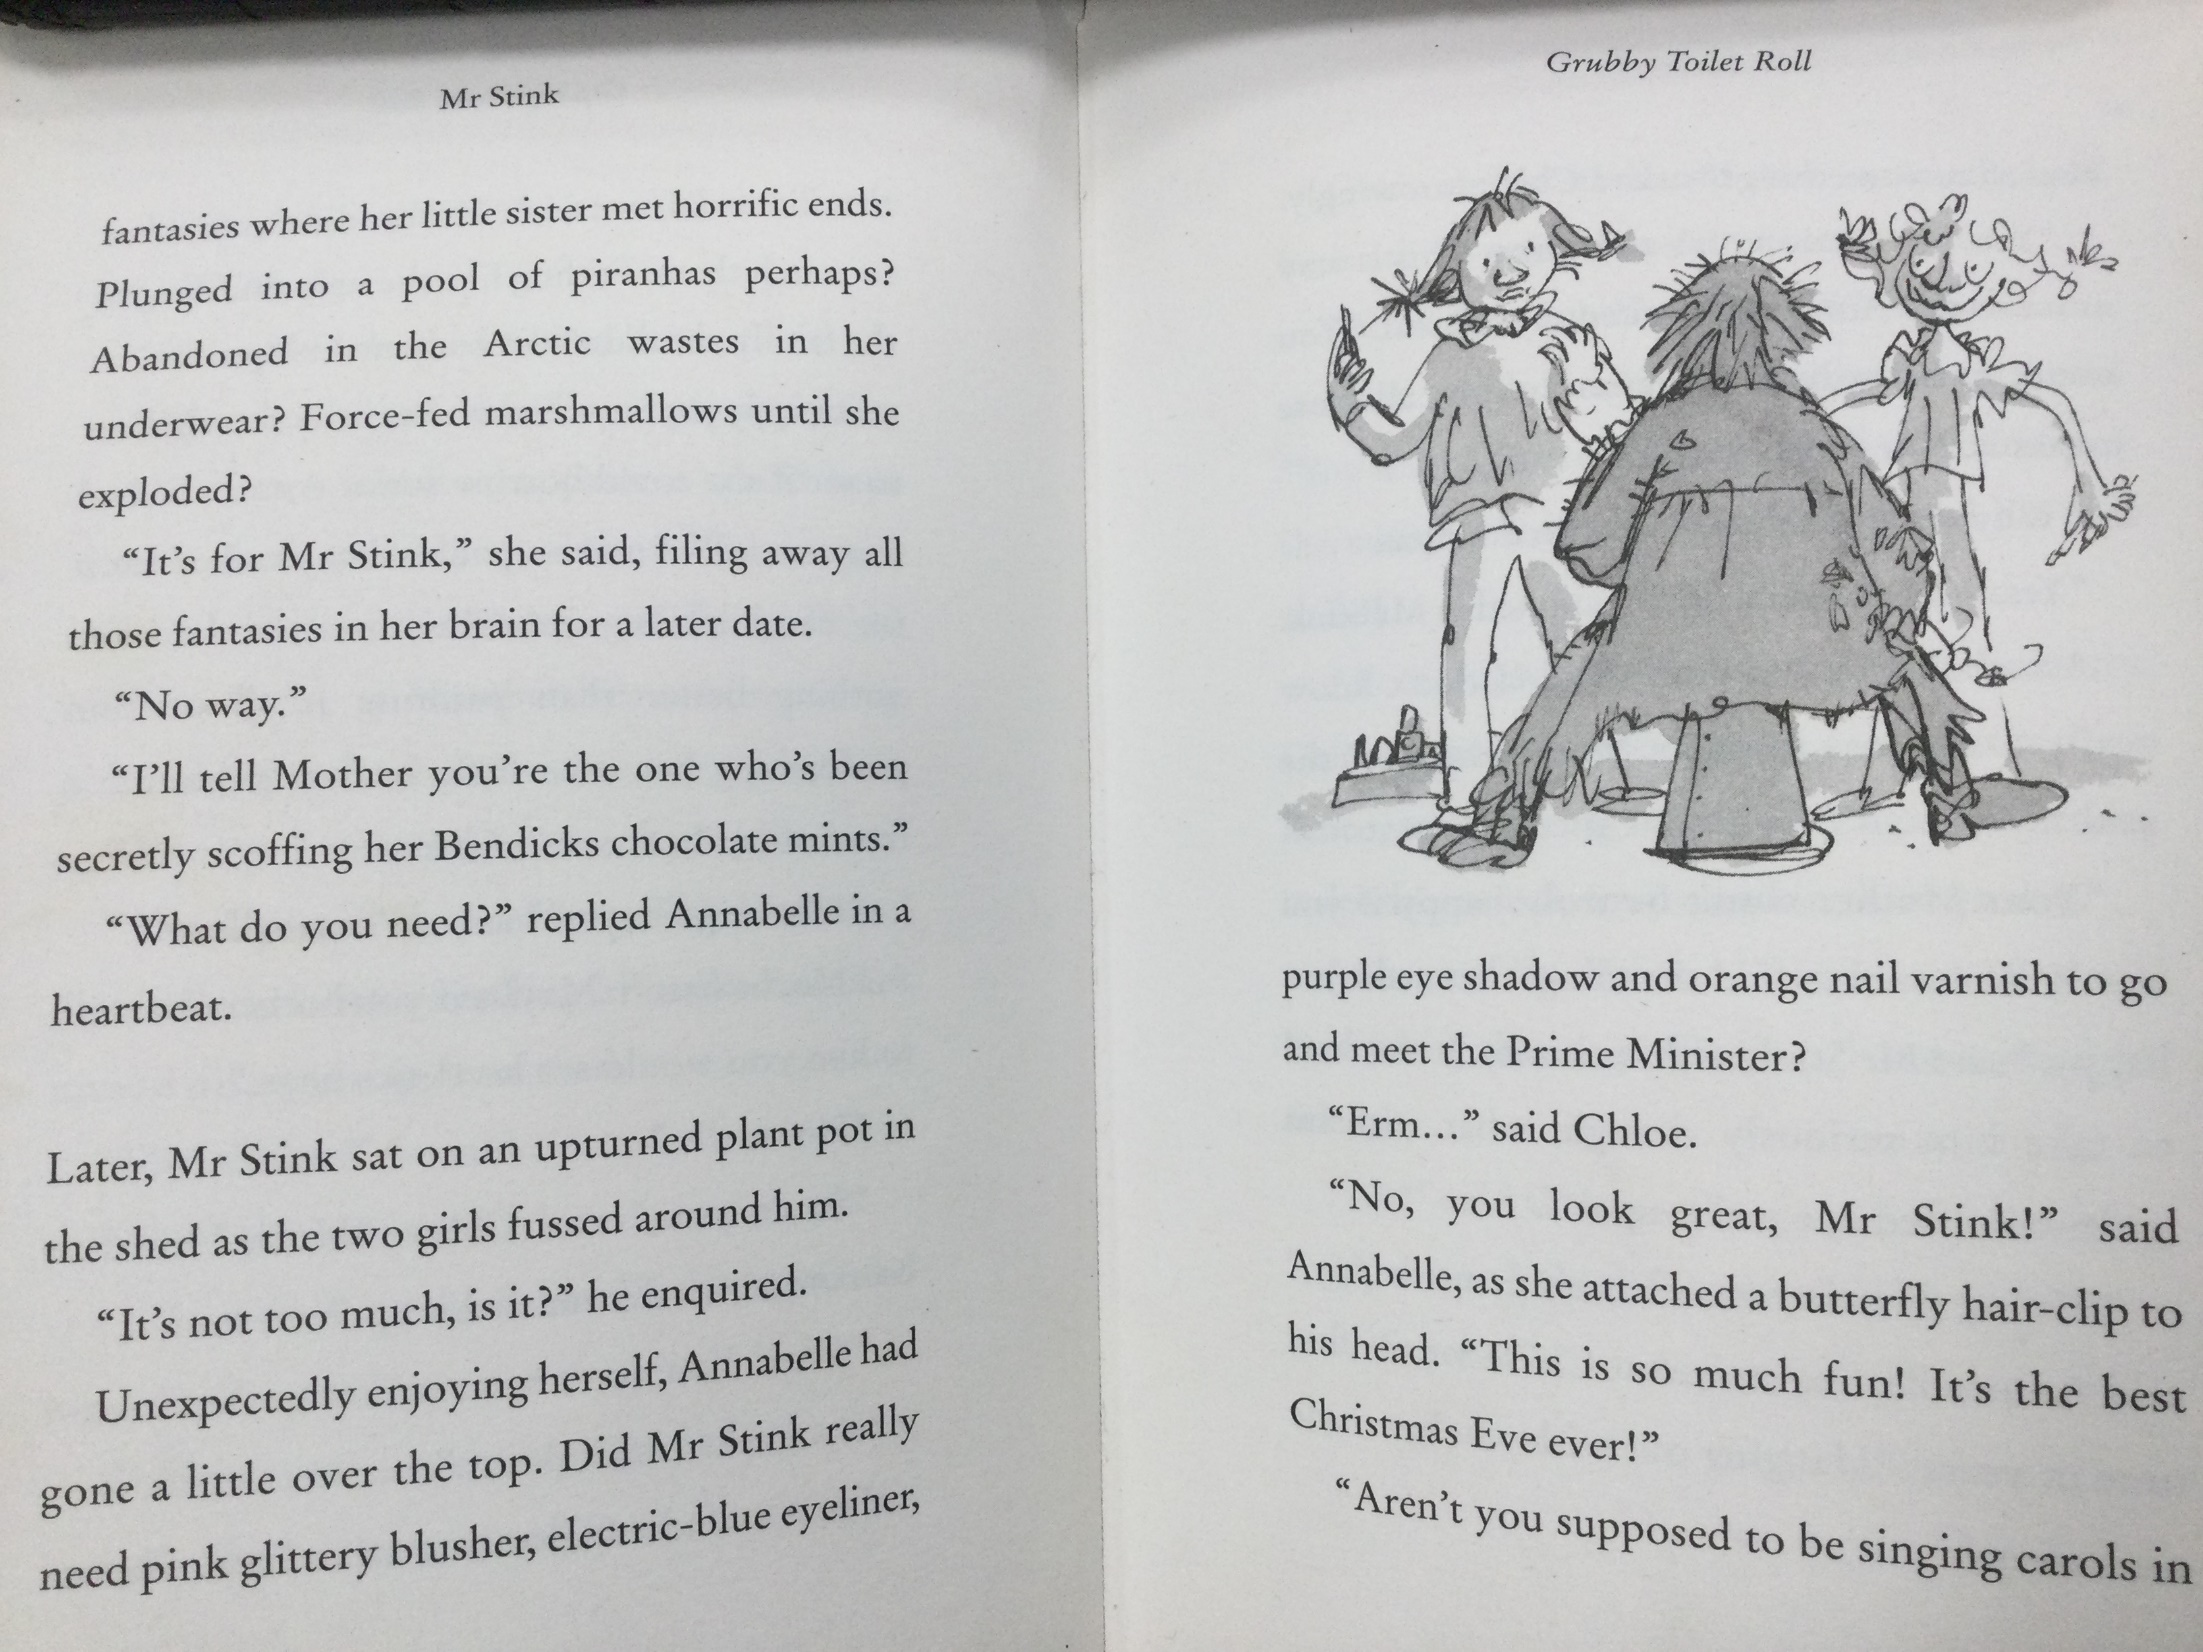 Mr Stink
fantasies where her little sister met horrific ends.
Plunged into a pool of piranhas perhaps?
Abandoned in the Arctic wastes in her
underwear? Force-fed marshmallows until she
exploded?
“It’s for Mr Stink,” she said, filing away all
those fantasies in her brain for a later date.
“No way.”
“I’ll tell Mother you’re the one who’s been
secretly scoffing her Bendicks chocolate mints.”
“What do you need?” replied Annabelle in a
heartbeat.
Later, Mr Stink sat on an upturned plant pot in
the shed as the two girls fussed around him.
“It’s not too much, is it?” he enquired.
Unexpectedly enjoying herself, Annabelle had
gone a little over the top. Did Mr Stink really
need pink glittery blusher, electric-blue eyeliner,
Grubby Toilet Roll
purple eye shadow and orange nail varnish to go
and meet the Prime Minister?
“Erm...” said Chloe.
“No, you look great, Mr Stink!” said
Annabelle, as she attached a butterfly hair-clip to
his head. “This is so much fun! It’s the best
Christmas Eve ever!”
“Aren’t you supposed to be singing carols in